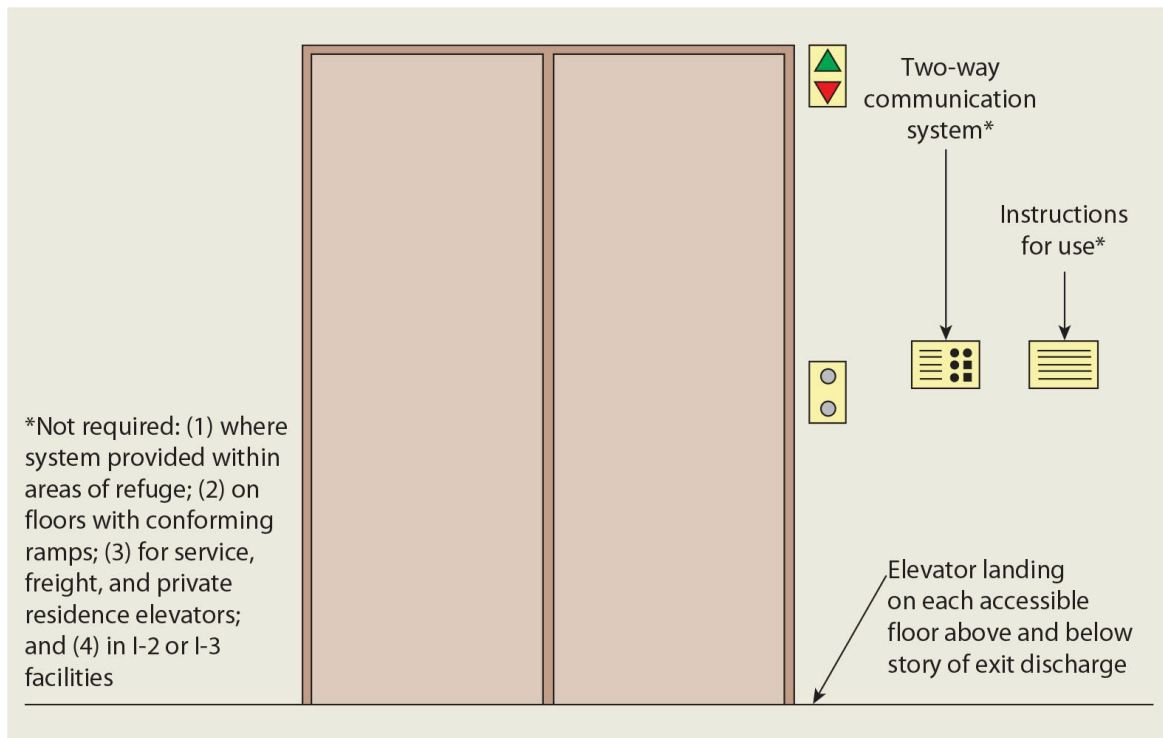 Two-way
communication
system*
Instructions
for use*
*Not required: (1) where
system provided within
areas of refuge; (2) on
floors with conforming
ramps; (3) for service,
freight, and private
residence elevators;
and (4) in I-2 or I-3
facilities
Elevator landing
on each accessible
floor above and below
story of exit discharge